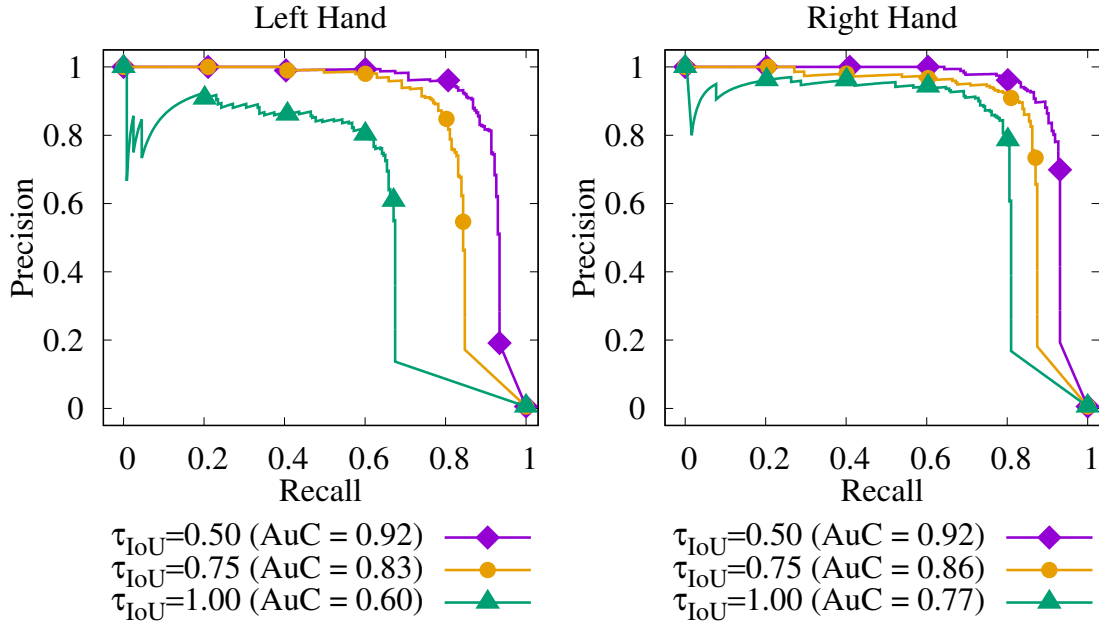 Left Hand
Precision
1
0.8
0.6
0.4
0.2
0
0 0.2 0.4 0.6 0.8 1
Recall
τIoU=0.50 (AuC = 0.92)
τIoU=0.75 (AuC = 0.83)
τIoU=1.00 (AuC = 0.60)
Right Hand
Precision
1
0.8
0.6
0.4
0.2
0
0 0.2 0.4 0.6 0.8 1
Recall
τIoU=0.50 (AuC = 0.92)
τIoU=0.75 (AuC = 0.86)
τIoU=1.00 (AuC = 0.77)